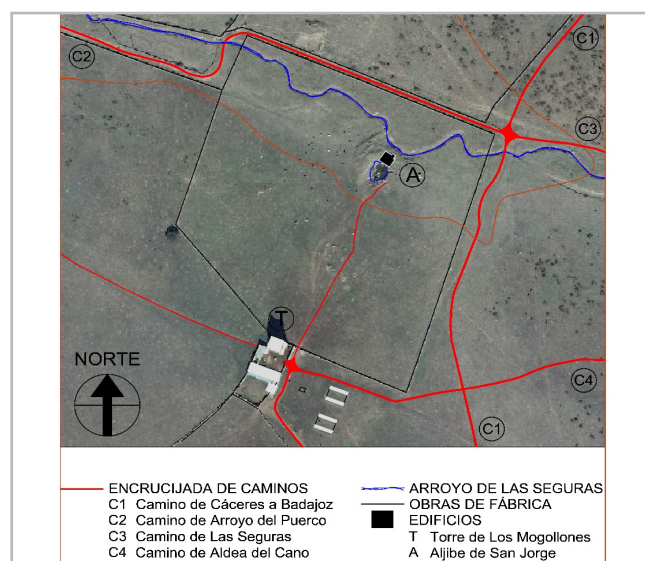 C1
C2
C3
A
T
NORTE
C4
C1
ENCRUCIJADA DE CAMINOS
C1 Camino de Cáceres a Badajoz
C2 Camino de Arroyo del Puerco
C3 Camino de Las Seguras
C4 Camino de Aldea del Cano
ARROYO DE LAS SEGURAS
OBRAS DE FÁBRICA
EDIFICIOS
T Torre de Los Mogollones
A Aljibe de San Jorge